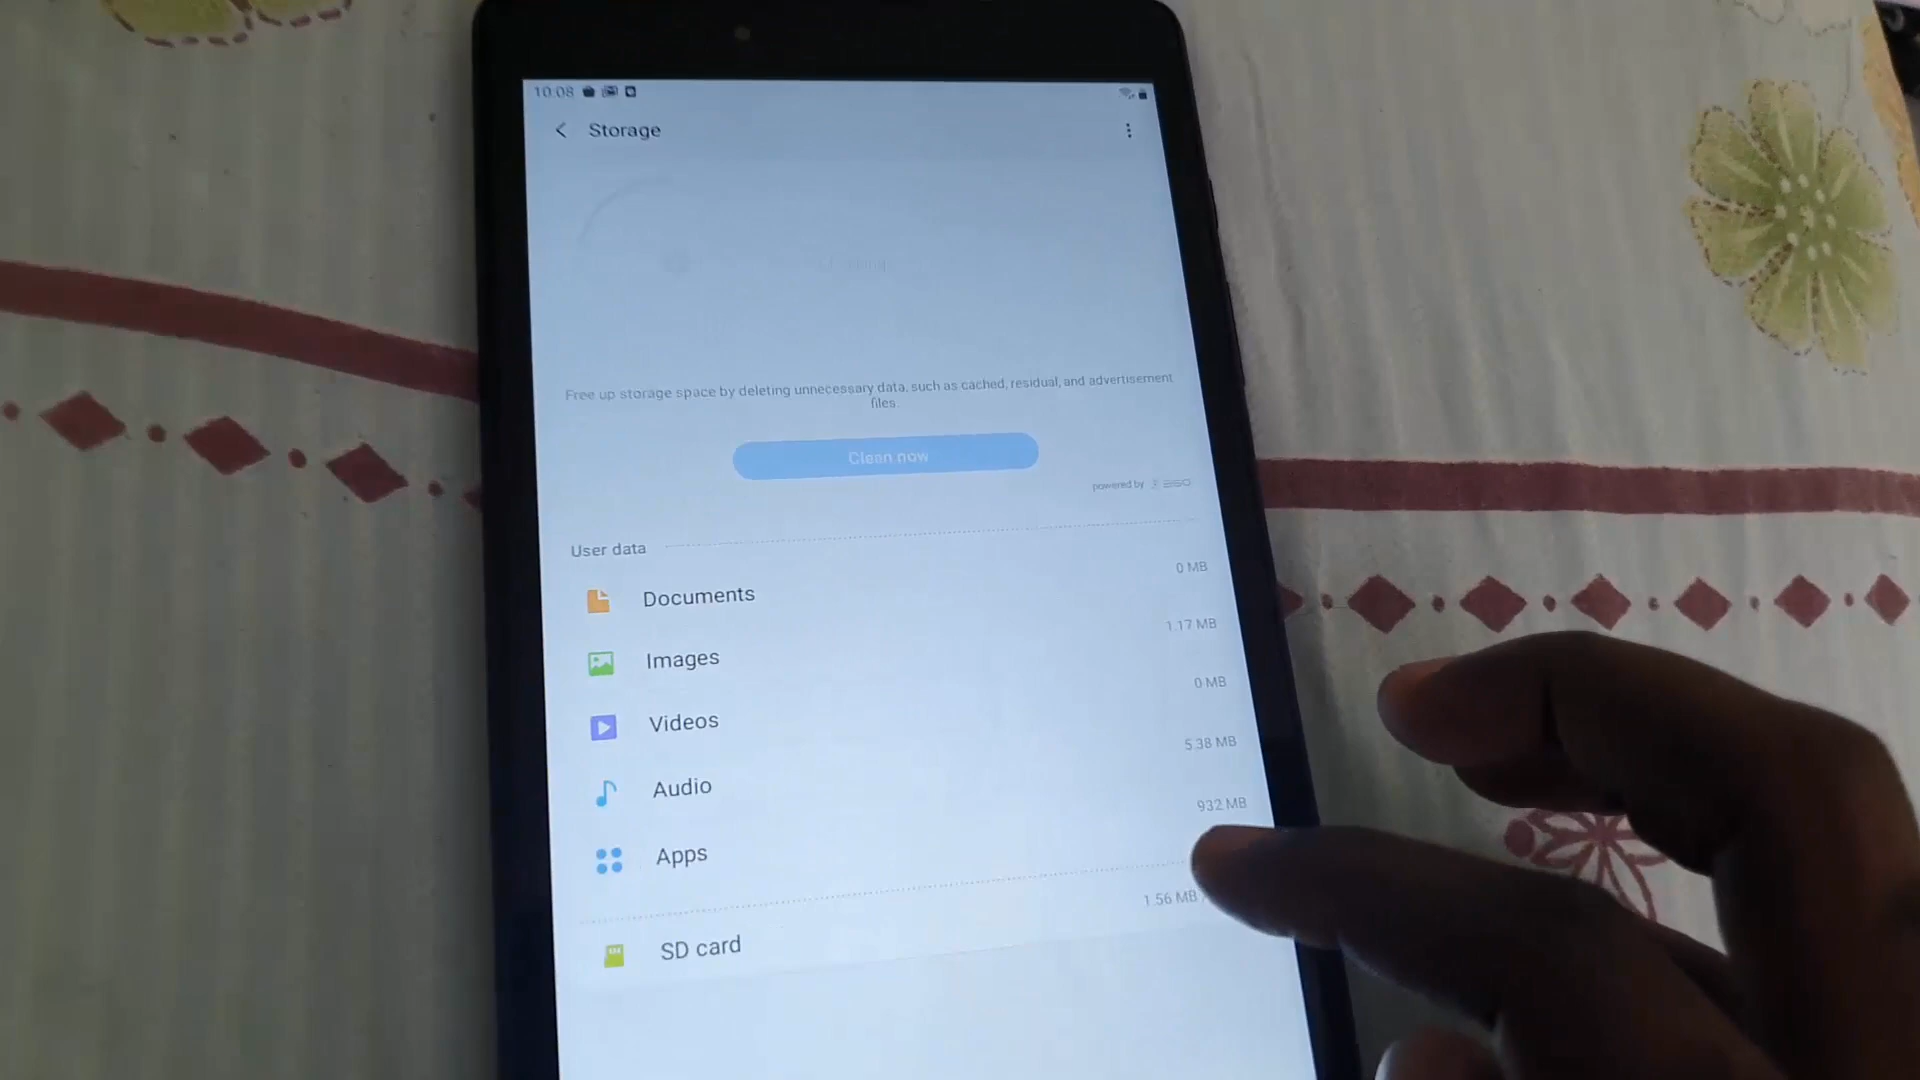 10:08
Storage
Free up storage space by deleting unnecessary data, such as cached, residual, and advertisement
files.
Clean now
powered by
User data
Documents
0 MB
Images
1.17 MB
Videos
0 MB
Audio
5.38 MB
Apps
932 MB
SD card
1.56 MB